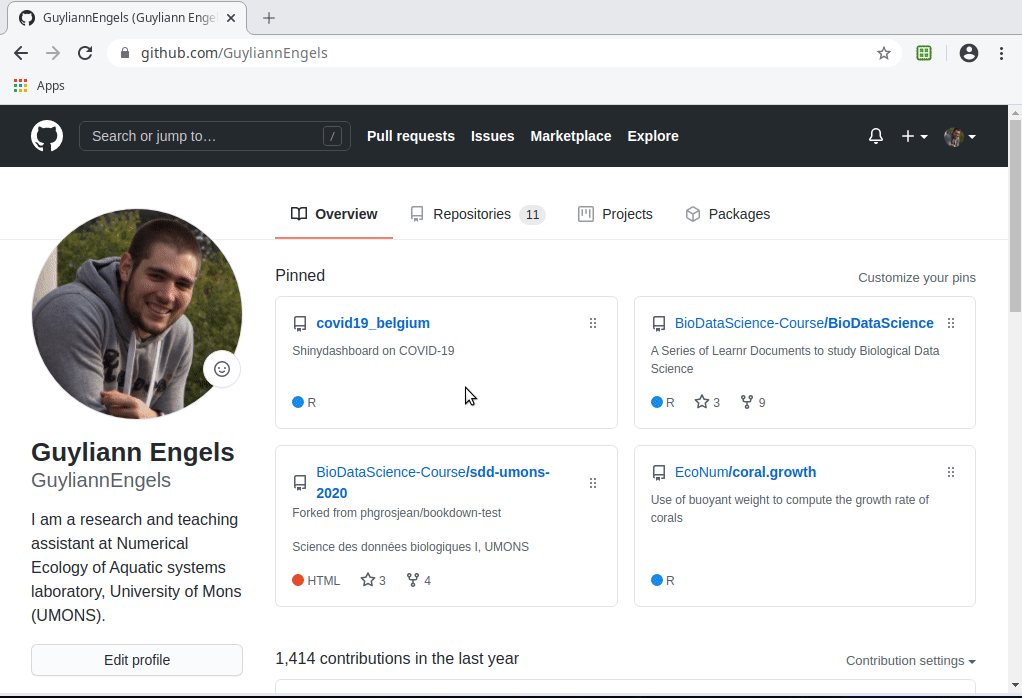 GuyliannEngels (Guyliann Enge
github.com/GuyliannEngels
Apps
Search or jump to…
/
Pull requests
Issues
Marketplace
Explore
Overview
Repositories 11
Projects
Packages
Pinned
Customize your pins
covid19_belgium
Shinydashboard on COVID-19
R
BioDataScience-Course/BioDataScience
A Series of Learnr Documents to study Biological Data
Science
R 3 9
BioDataScience-Course/sdd-umons-
2020
Forked from phgrosjean/bookdown-test
Science des données biologiques I, UMONS
HTML 3 4
EcoNum/coral.growth
Use of buoyant weight to compute the growth rate of
corals
R
Guyliann Engels
GuyliannEngels
I am a research and teaching
assistant at Numerical
Ecology of Aquatic systems
laboratory, University of Mons
(UMONS).
Edit profile
1,414 contributions in the last year
Contribution settings